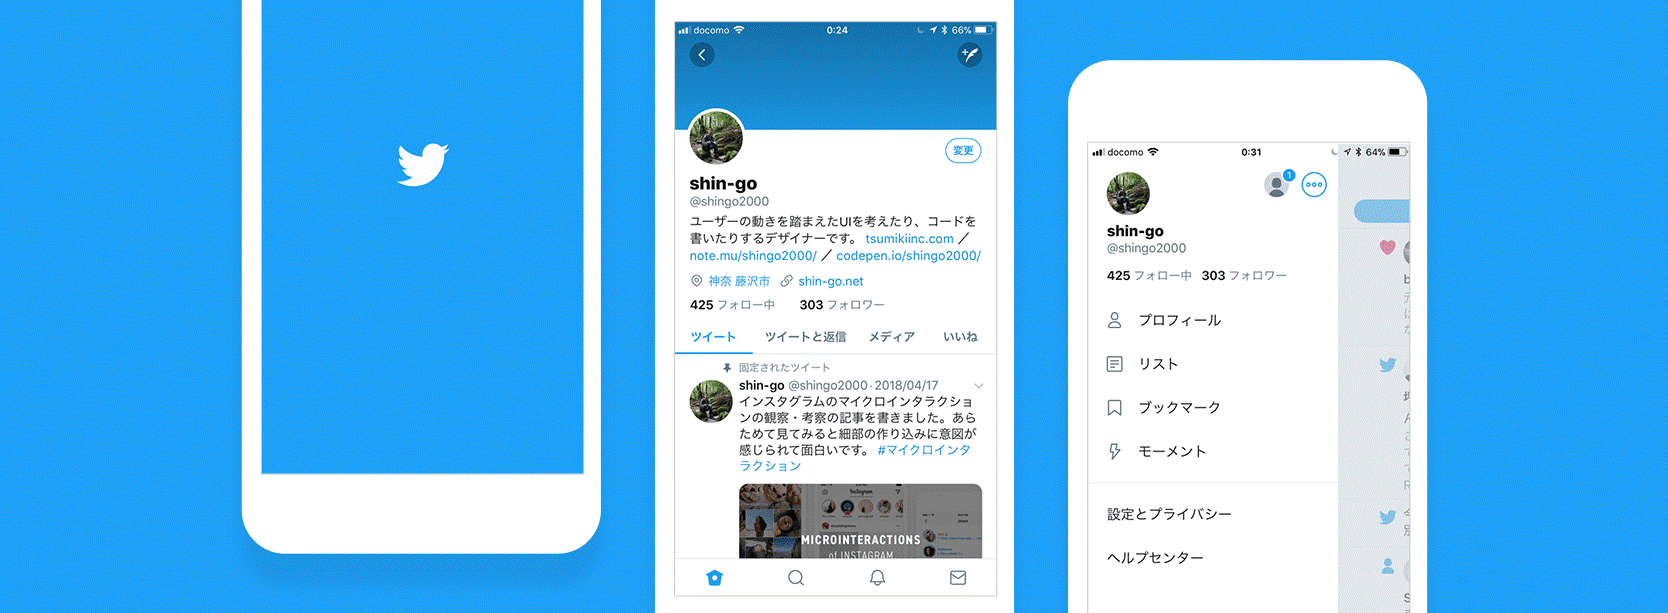 docomo
0:24
66%
変更
shin-go
@shingo2000
ユーザーの動きを踏まえたUIを考えたり、コードを
書いたりするデザイナーです。 tsumikiinc.com ／
note.mu/shingo2000/ ／ codepen.io/shingo2000/
神奈 藤沢市 shin-go.net
425 フォロー中 303 フォロワー
ツイート ツイートと返信 メディア いいね
固定されたツイート
shin-go @shingo2000・2018/04/17
インスタグラムのマイクロインタラクショ
ンの観察・考察の記事を書きました。あら
ためて見てみると細部の作り込みに意図が
感じられて面白いです。 #マイクロインタ
ラクション
Instagram
MICROINTERACTIONS
of INSTAGRAM
docomo
0:31
64%
1
shin-go
@shingo2000
425 フォロー中 303 フォロワー
プロフィール
リスト
ブックマーク
モーメント
設定とプライバシー
ヘルプセンター